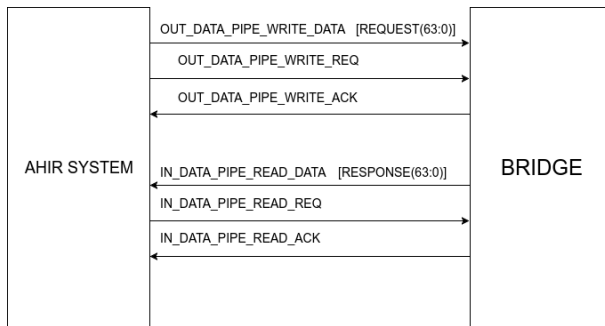 OUT_DATA_PIPE_WRITE_DATA [REQUEST(63:0)]
OUT_DATA_PIPE_WRITE_REQ
OUT_DATA_PIPE_WRITE_ACK
AHIR SYSTEM
IN_DATA_PIPE_READ_DATA [RESPONSE(63:0)]
BRIDGE
IN_DATA_PIPE_READ_REQ
IN_DATA_PIPE_READ_ACK